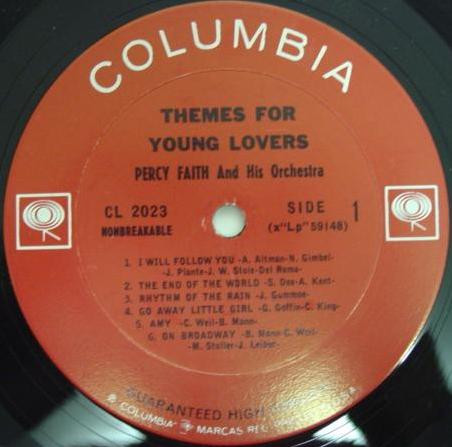 COLUMBIA
THEMES FOR
YOUNG LOVERS
PERCY FAITH And His Orchestra
CL 2023
NONBREAKABLE
SIDE 1
(x"Lp" 59148)
1. I WILL FOLLOW YOU -A. Altman-N. Gimbel-
-J. Plante-J. W. Stole-Del Roma-
2. THE END OF THE WORLD -S. Dee-A. Kent-
3. RHYTHM OF THE RAIN -J. Gummoe-
4. GO AWAY LITTLE GIRL -G. Goffin-C. King-
5. AMY -C. Weil-B. Mann-
6. ON BROADWAY -B. Mann-C. Weil-
-M. Stoller-J. Leiber-
GUARANTEED HIGH
® COLUMBIA MARCAS REG